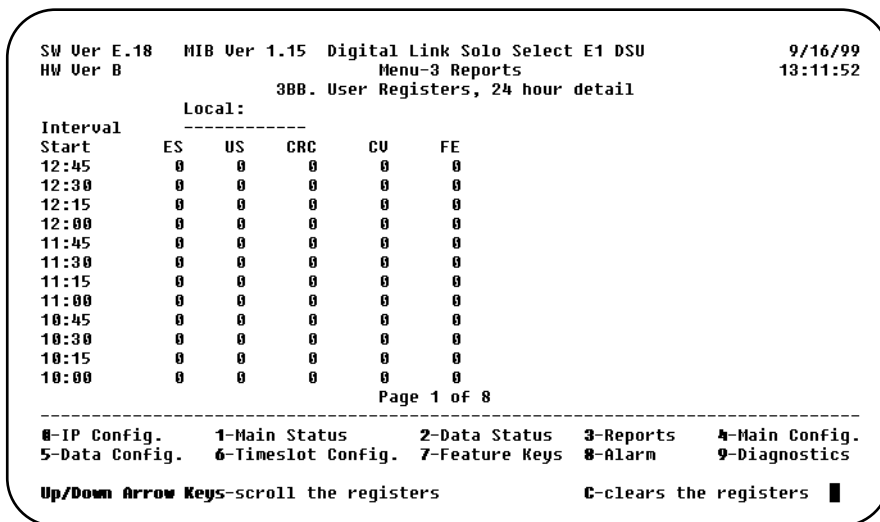 SW Ver E.18 MIB Ver 1.15 Digital Link Solo Select E1 DSU 9/16/99
HW Ver B Menu-3 Reports 13:11:52
3BB. User Registers, 24 hour detail
Local:
Interval -------------
Start ES US CRC CV FE
12:45 0 0 0 0 0
12:30 0 0 0 0 0
12:15 0 0 0 0 0
12:00 0 0 0 0 0
11:45 0 0 0 0 0
11:30 0 0 0 0 0
11:15 0 0 0 0 0
11:00 0 0 0 0 0
10:45 0 0 0 0 0
10:30 0 0 0 0 0
10:15 0 0 0 0 0
10:00 0 0 0 0 0
Page 1 of 8
--------------------------------------------------------------------------------
0-IP Config. 1-Main Status 2-Data Status 3-Reports 4-Main Config.
5-Data Config. 6-Timeslot Config. 7-Feature Keys 8-Alarm 9-Diagnostics
Up/Down Arrow Keys-scroll the registers C-clears the registers